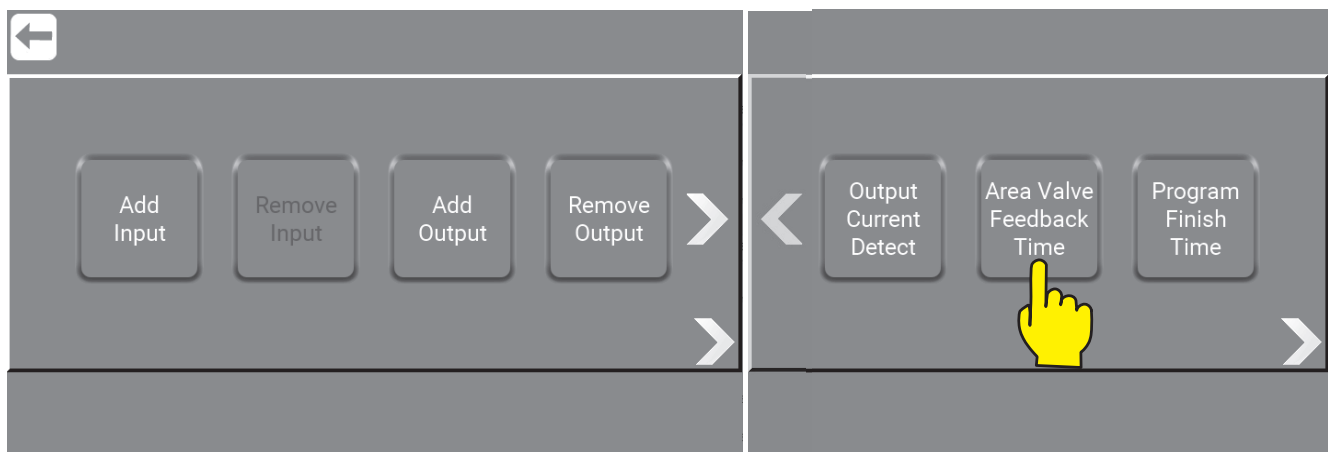 Add
Input
Remove
Input
Add
Output
Remove
Output
Output
Current
Detect
Area Valve
Feedback
Time
Program
Finish
Time